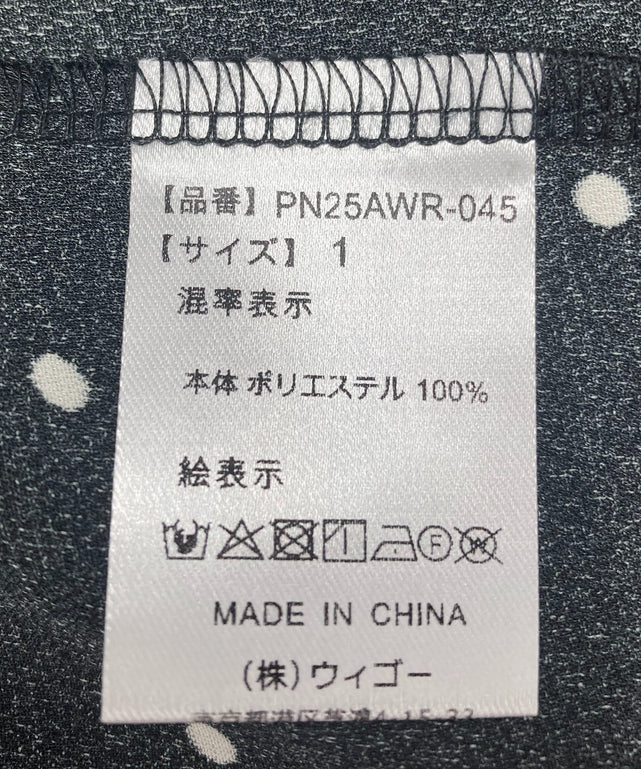 【品番】 PN25AWR-045
【サイズ】 1
混率表示
本体 ポリエステル 100%
絵表示
F W
MADE IN CHINA
(株)ウィゴー